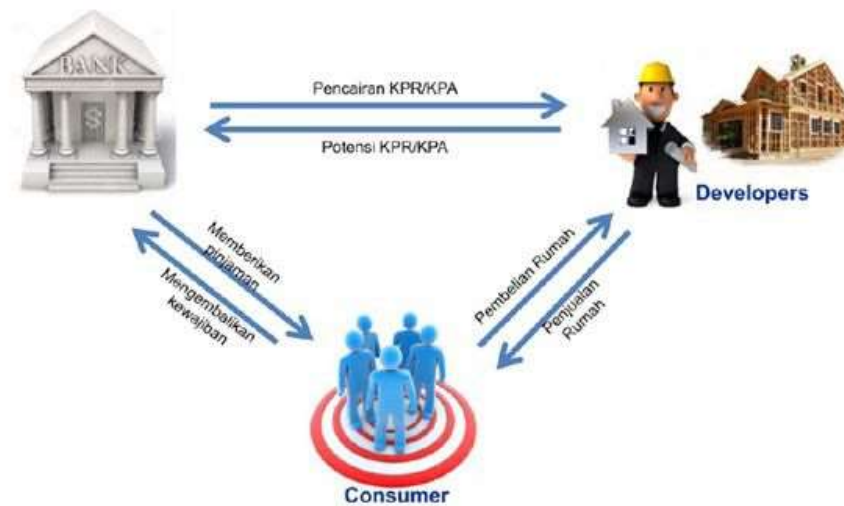 BANK
Pencairan KPR/KPA
Potensi KPR/KPA
Developers
Memberikan
pinjaman
Mengembalikan
kewajiban
Pembelian Rumah
Penjualan
Rumah
Consumer